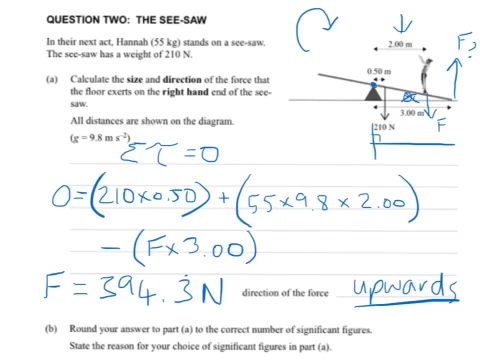 QUESTION TWO: THE SEE-SAW
In their next act, Hannah (55 kg) stands on a see-saw.
The see-saw has a weight of 210 N.
(a) Calculate the size and direction of the force that
the floor exerts on the right hand end of the see-
saw.
All distances are shown on the diagram.
(g = 9.8 m s⁻²)
2.00 m
F?
0.50 m
3.00 m
F
210 N
Στ = 0
0 = (210 × 0.50) + (55 × 9.8 × 2.00)
- (F × 3.00)
F = 394.3 N direction of the force upwards
(b) Round your answer to part (a) to the correct number of significant figures.
State the reason for your choice of significant figures in part (a).